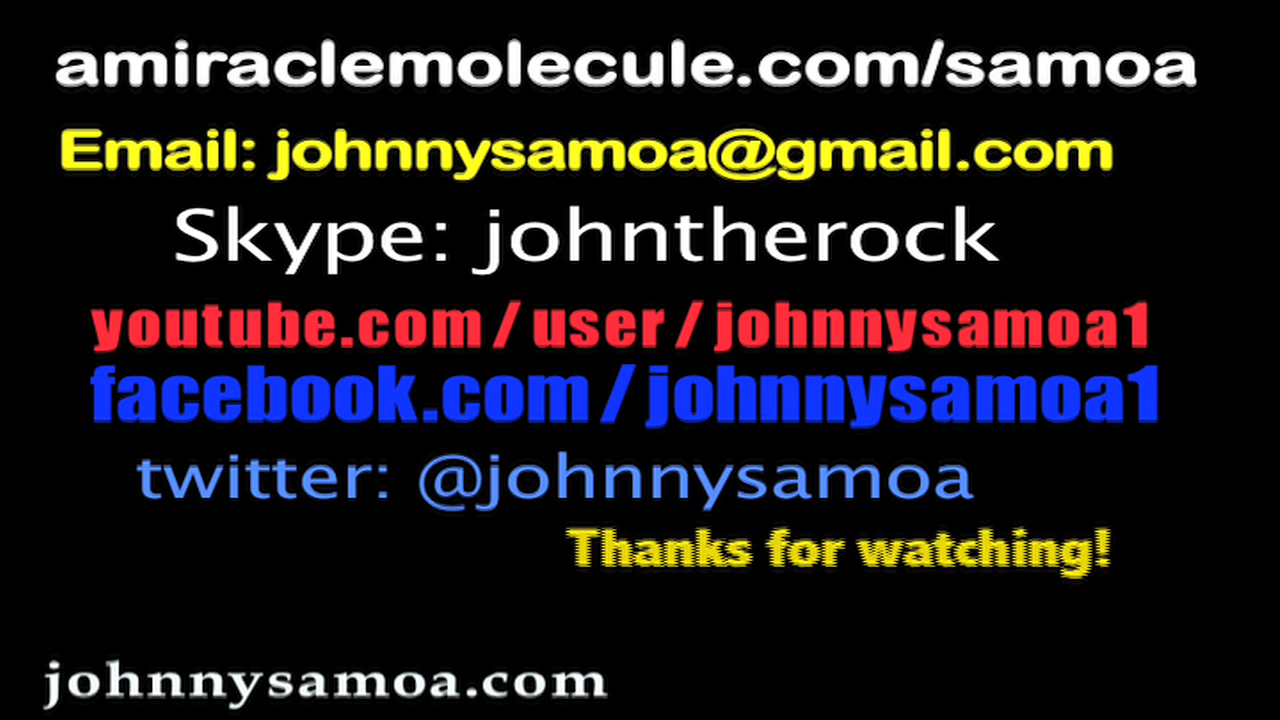 amiraclemolecule.com/samoa
Email: johnnysamoa@gmail.com
Skype: johntherock
youtube.com/user/johnnysamoa1
facebook.com/johnnysamoa1
twitter: @johnnysamoa
Thanks for watching!
johnnysamoa.com